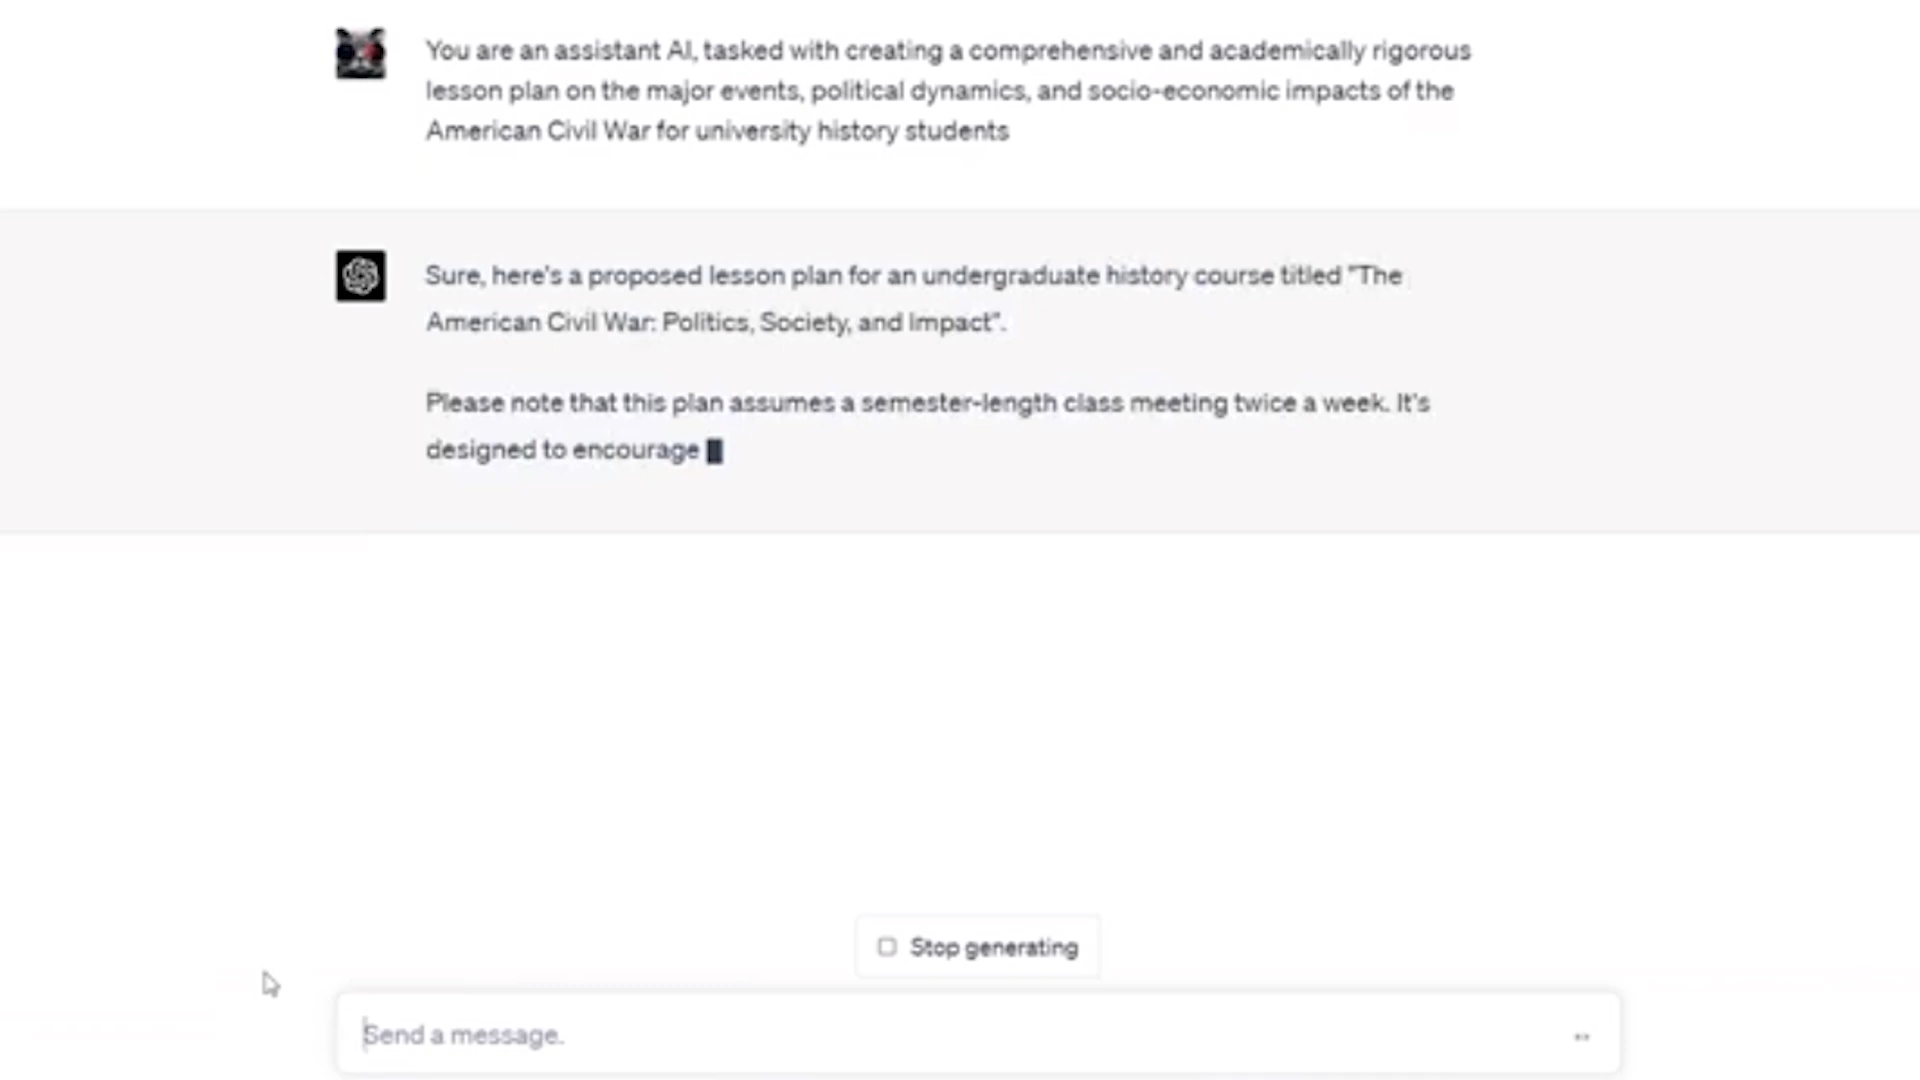 You are an assistant AI, tasked with creating a comprehensive and academically rigorous
lesson plan on the major events, political dynamics, and socio-economic impacts of the
American Civil War for university history students
Sure, here's a proposed lesson plan for an undergraduate history course titled "The
American Civil War: Politics, Society, and Impact".
Please note that this plan assumes a semester-length class meeting twice a week. It's
designed to encourage
Stop generating
Send a message.